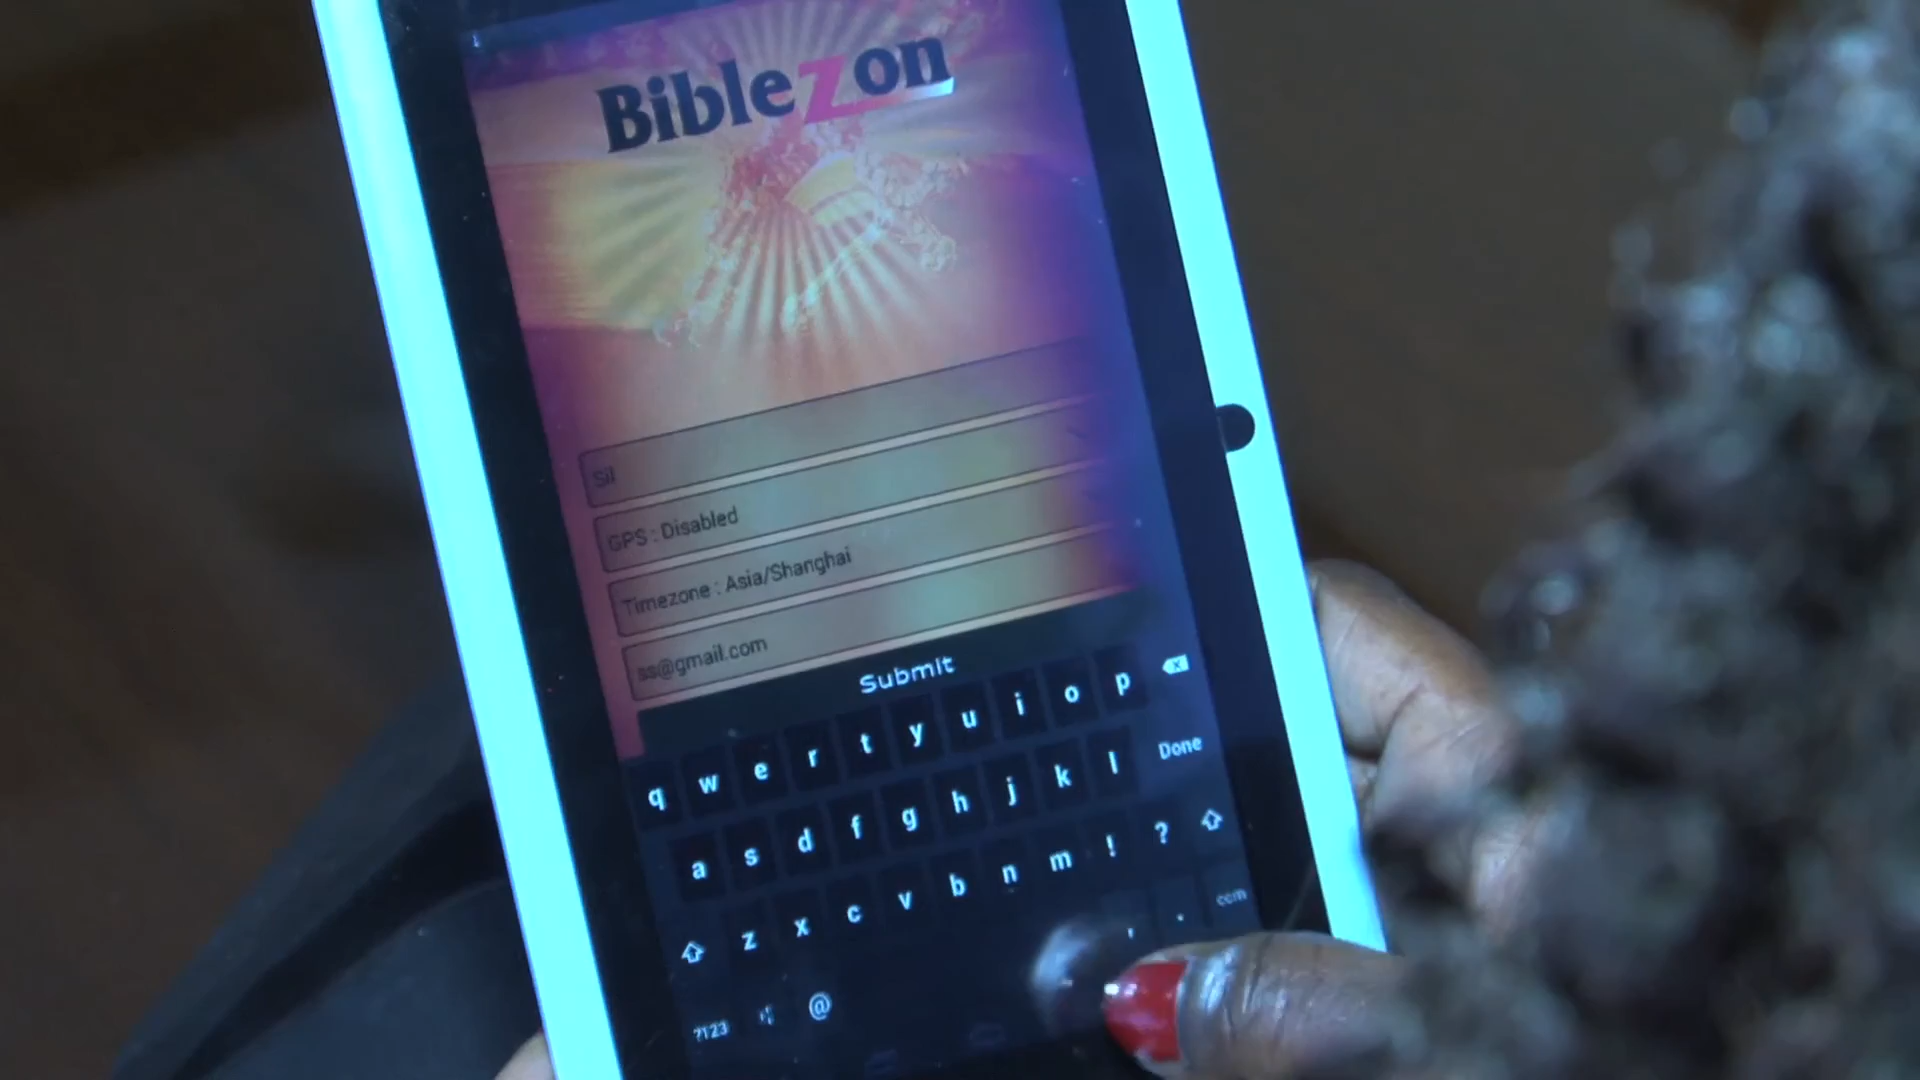 BibleZon
Sil
GPS : Disabled
Timezone : Asia/Shanghai
ss@gmail.com
Submit
q w e r t y u i o p
a s d f g h j k l Done
z x c v b n m ! ?
?123 @ , . com